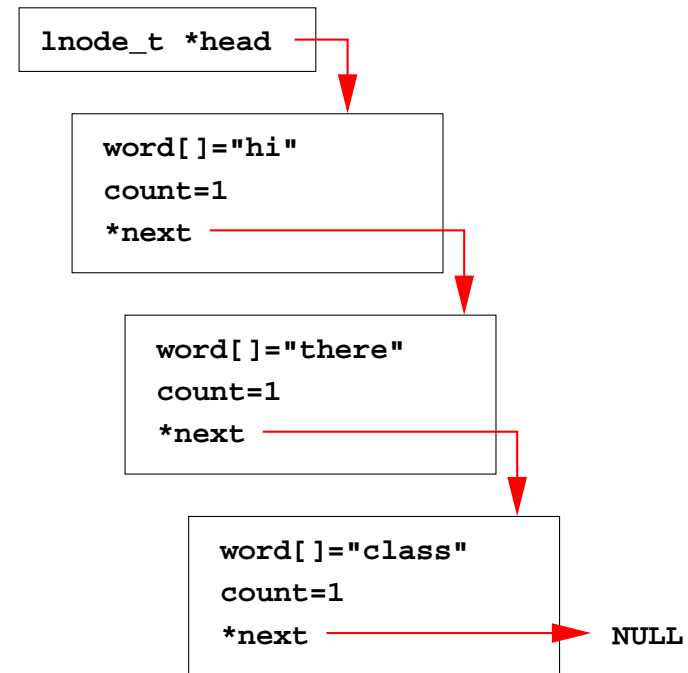 lnode_t *head
word[]="hi"
count=1
*next
word[]="there"
count=1
*next
word[]="class"
count=1
*next
NULL